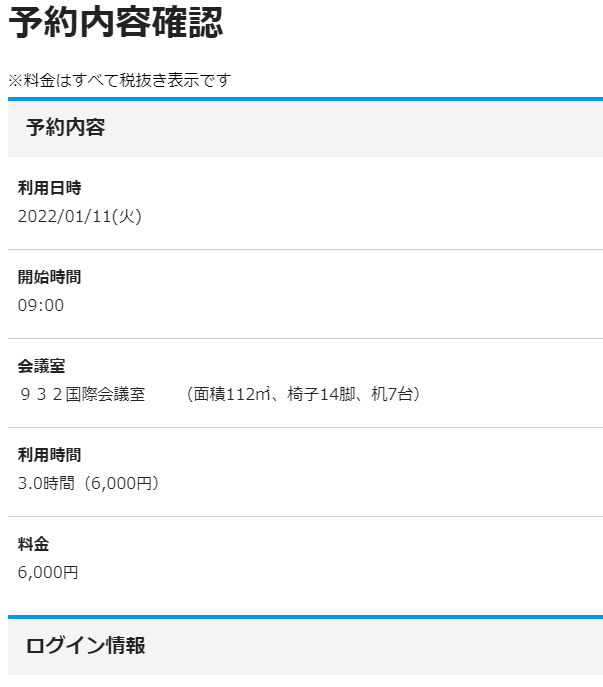 予約内容確認
※料金はすべて税抜き表示です
予約内容
利用日時
2022/01/11(火)
開始時間
09:00
会議室
９３２国際会議室　　（面積112㎡、椅子14脚、机7台）
利用時間
3.0時間（6,000円）
料金
6,000円
ログイン情報